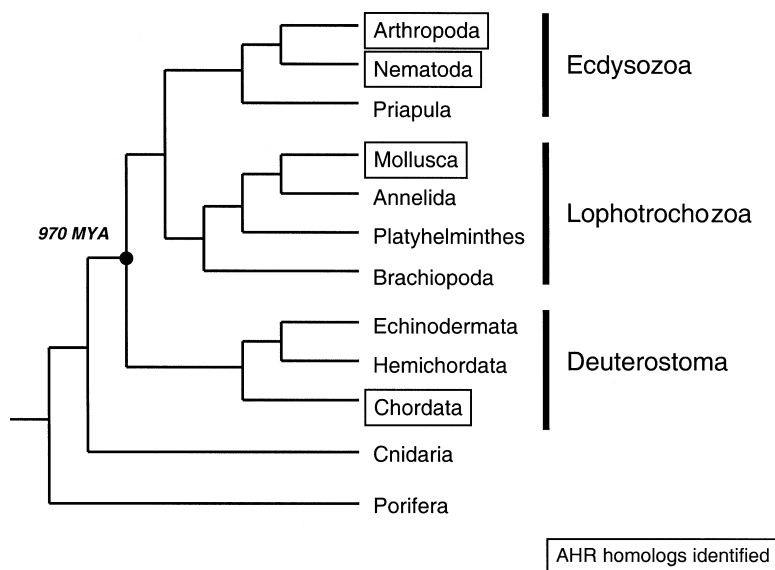 Arthropoda
Nematoda
Priapula
Ecdysozoa
Mollusca
Annelida
Platyhelminthes
Brachiopoda
Lophotrochozoa
970 MYA
Echinodermata
Hemichordata
Chordata
Deuterostoma
Cnidaria
Porifera
AHR homologs identified